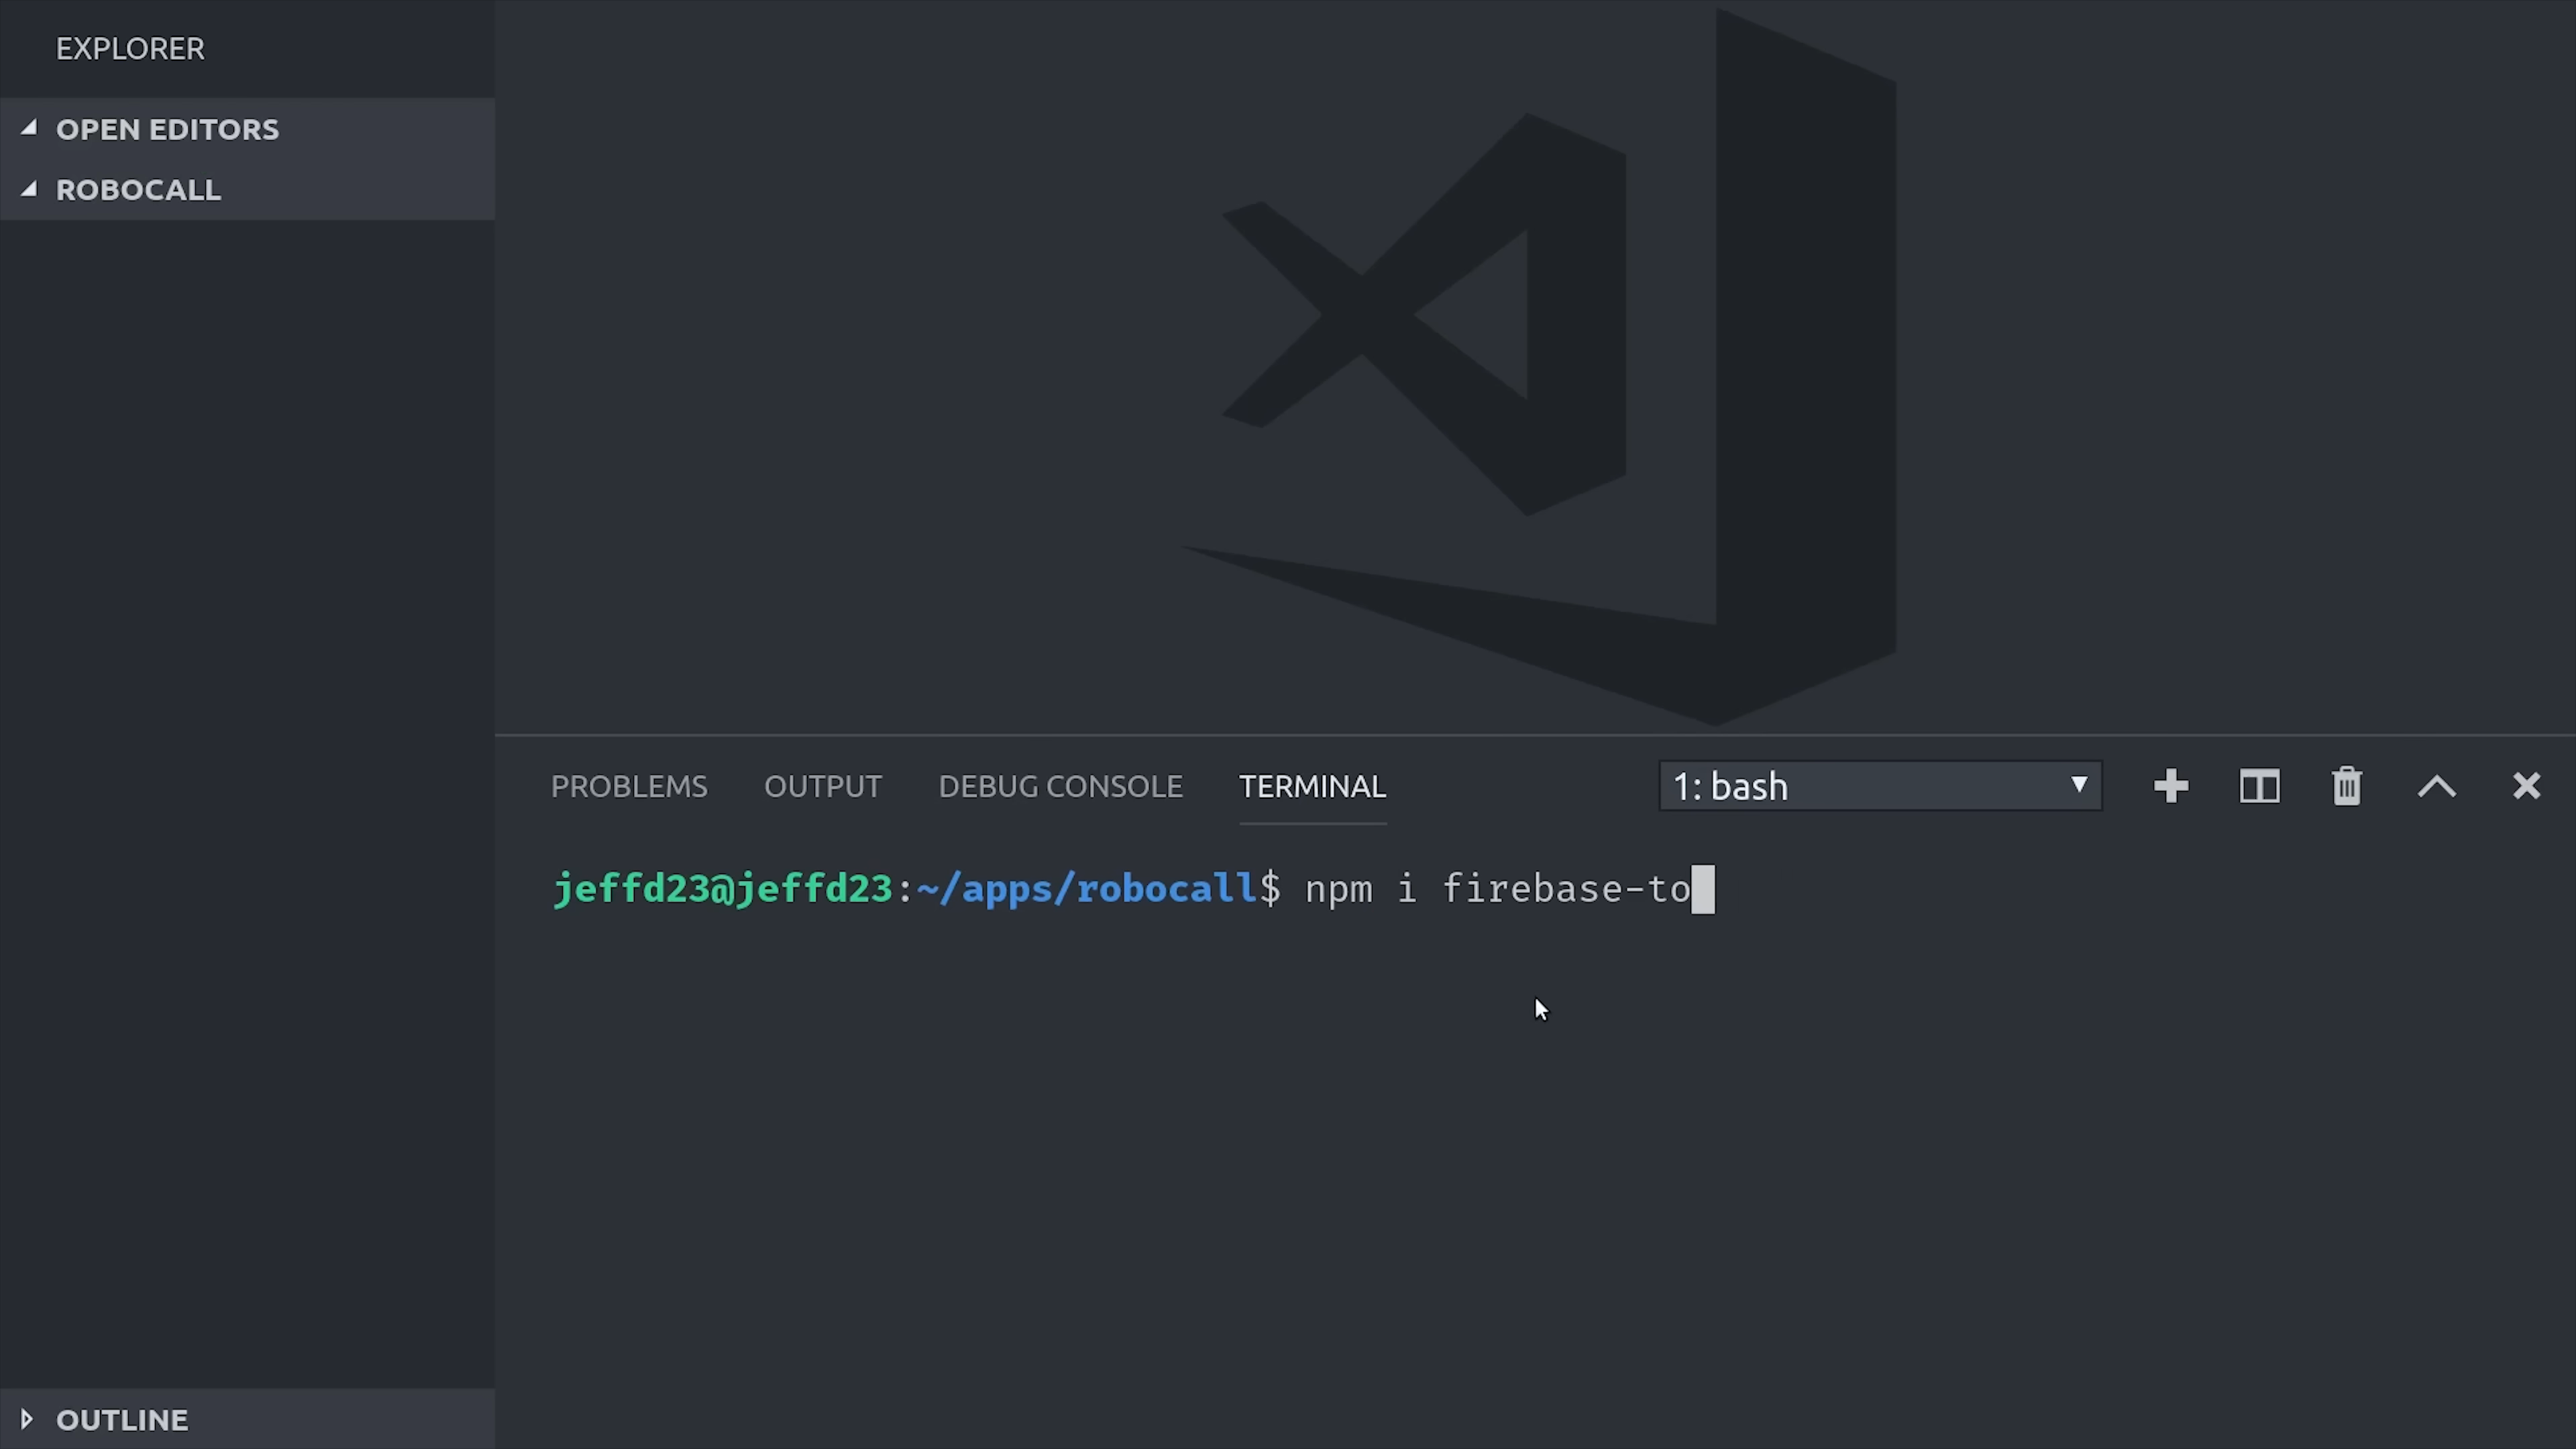 EXPLORER
OPEN EDITORS
ROBOCALL
PROBLEMS OUTPUT DEBUG CONSOLE TERMINAL 1: bash
jeffd23@jeffd23:~/apps/robocall$ npm i firebase-to
OUTLINE